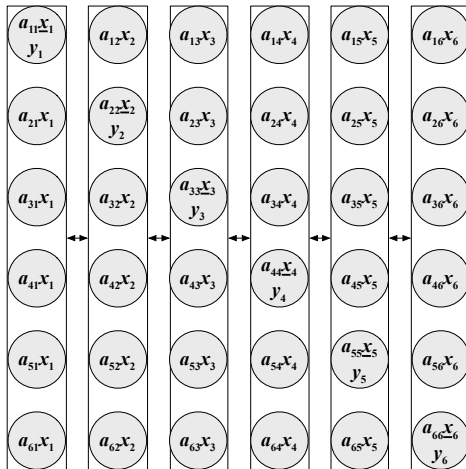 a₁₁x₁ a₁₂x₂ a₁₃x₃ a₁₄x₄ a₁₅x₅ a₁₆x₆
y₁
a₂₁x₁ a₂₂x₂ a₂₃x₃ a₂₄x₄ a₂₅x₅ a₂₆x₆
y₂
a₃₁x₁ a₃₂x₂ a₃₃x₃ a₃₄x₄ a₃₅x₅ a₃₆x₆
y₃
a₄₁x₁ a₄₂x₂ a₄₃x₃ a₄₄x₄ a₄₅x₅ a₄₆x₆
y₄
a₅₁x₁ a₅₂x₂ a₅₃x₃ a₅₄x₄ a₅₅x₅ a₅₆x₆
y₅
a₆₁x₁ a₆₂x₂ a₆₃x₃ a₆₄x₄ a₆₅x₅ a₆₆x₆
y₆